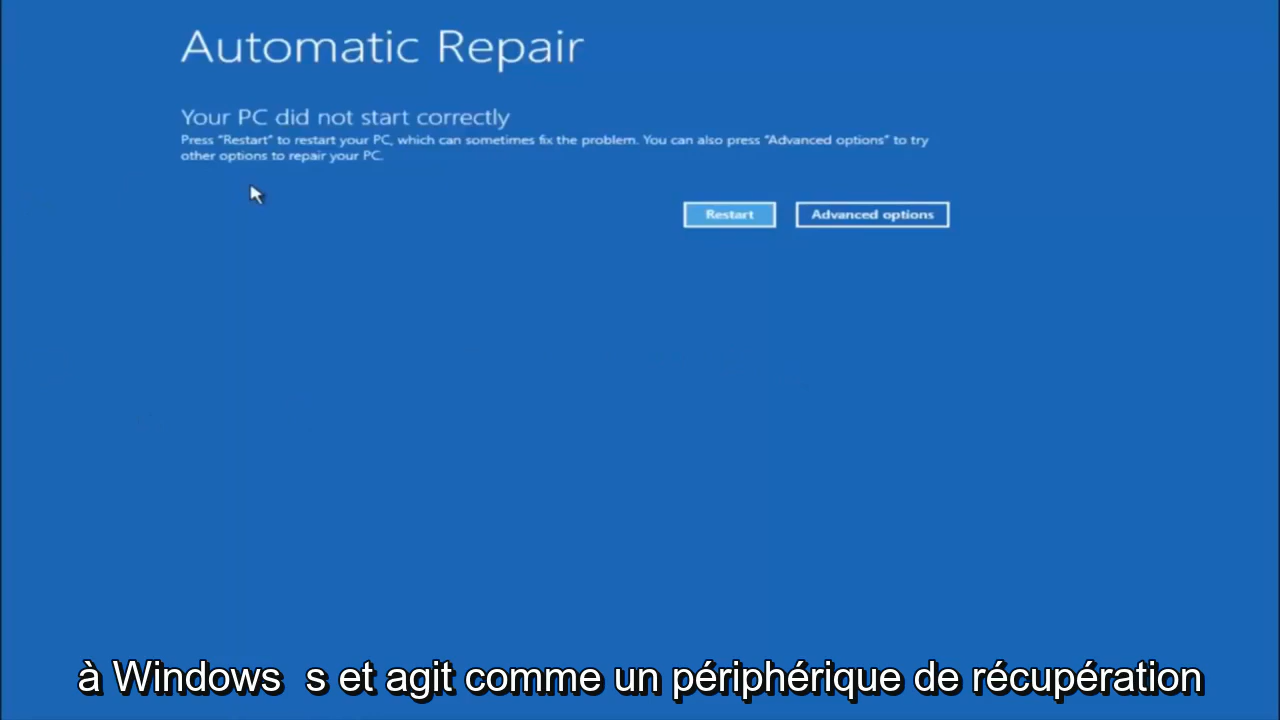 Automatic Repair
Your PC did not start correctly
Press "Restart" to restart your PC, which can sometimes fix the problem. You can also press "Advanced options" to try
other options to repair your PC.
Restart
Advanced options
à Windows  s et agit comme un périphérique de récupération